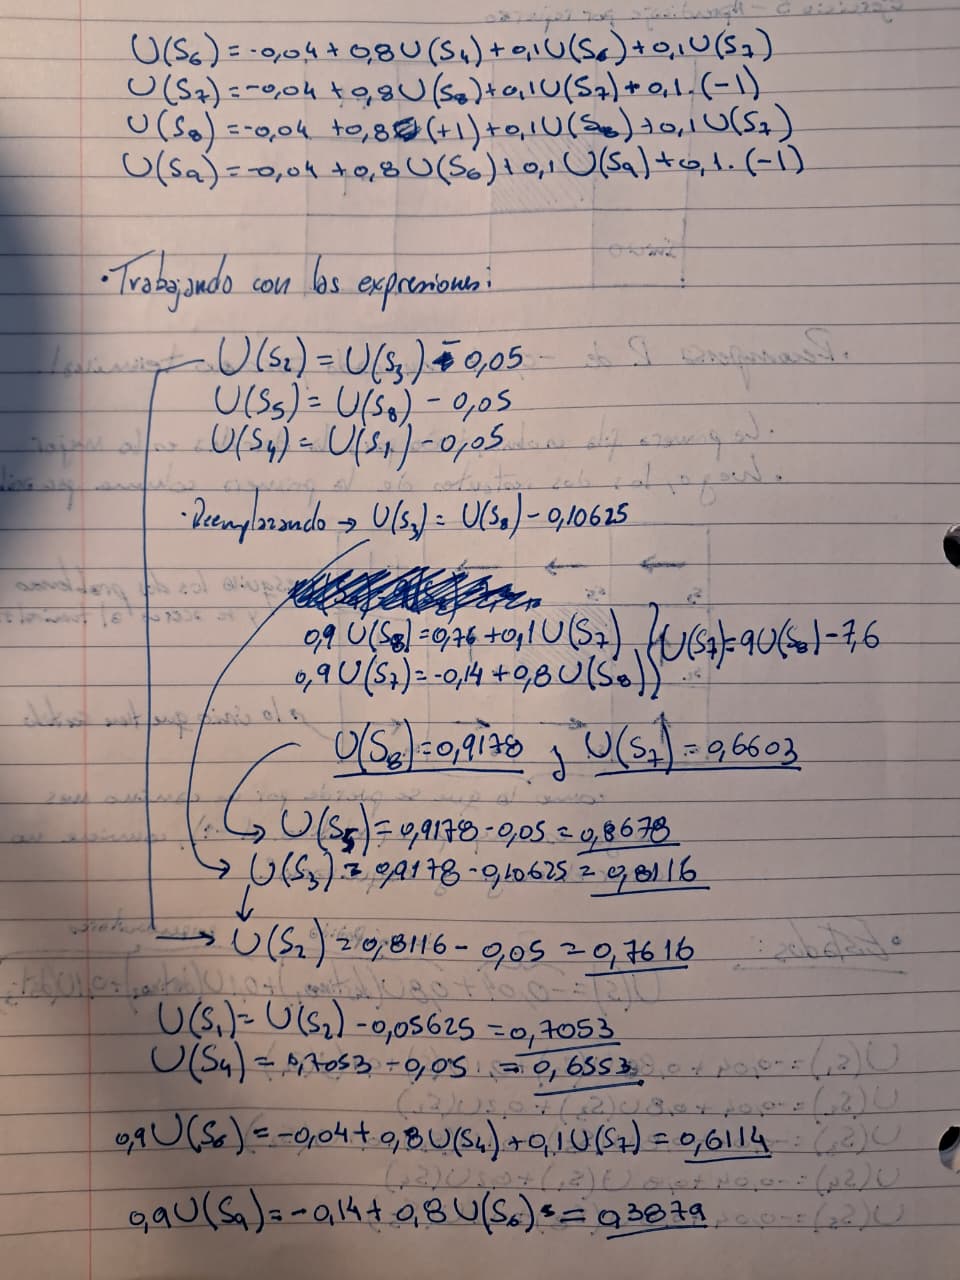 U(S₆) = -0,04 + 0,8 U(S₄) + 0,1 U(S₆) + 0,1 U(S₇)
U(S₇) = -0,04 + 0,8 U(S₈) + 0,1 U(S₇) + 0,1 · (-1)
U(S₈) = -0,04 + 0,8 (+1) + 0,1 U(S₈) + 0,1 U(S₇)
U(S₉) = -0,04 + 0,8 U(S₆) + 0,1 U(S₉) + 0,1 · (-1)
· Trabajando con las expresiones:
U(S₂) = U(S₃) - 0,05
U(S₅) = U(S₈) - 0,05
U(S₄) = U(S₁) - 0,05
· Reemplazando → U(S₃) = U(S₈) - 0,10625
0,9 U(S₈) = 0,76 + 0,1 U(S₇) } U(S₇) = 9 U(S₈) - 7,6
0,9 U(S₇) = -0,14 + 0,8 U(S₈)
U(S₈) = 0,9178 y U(S₇) = 0,6603
→ U(S₅) = 0,9178 - 0,05 = 0,8678
→ U(S₃) = 0,9178 - 0,10625 = 0,8116
→ U(S₂) = 0,8116 - 0,05 = 0,7616
U(S₁) = U(S₂) - 0,05625 = 0,7053
U(S₄) = 0,7053 - 0,05 = 0,6553
0,9 U(S₆) = -0,04 + 0,8 U(S₄) + 0,1 U(S₇) = 0,6114
0,9 U(S₉) = -0,14 + 0,8 U(S₆) = 0,3879